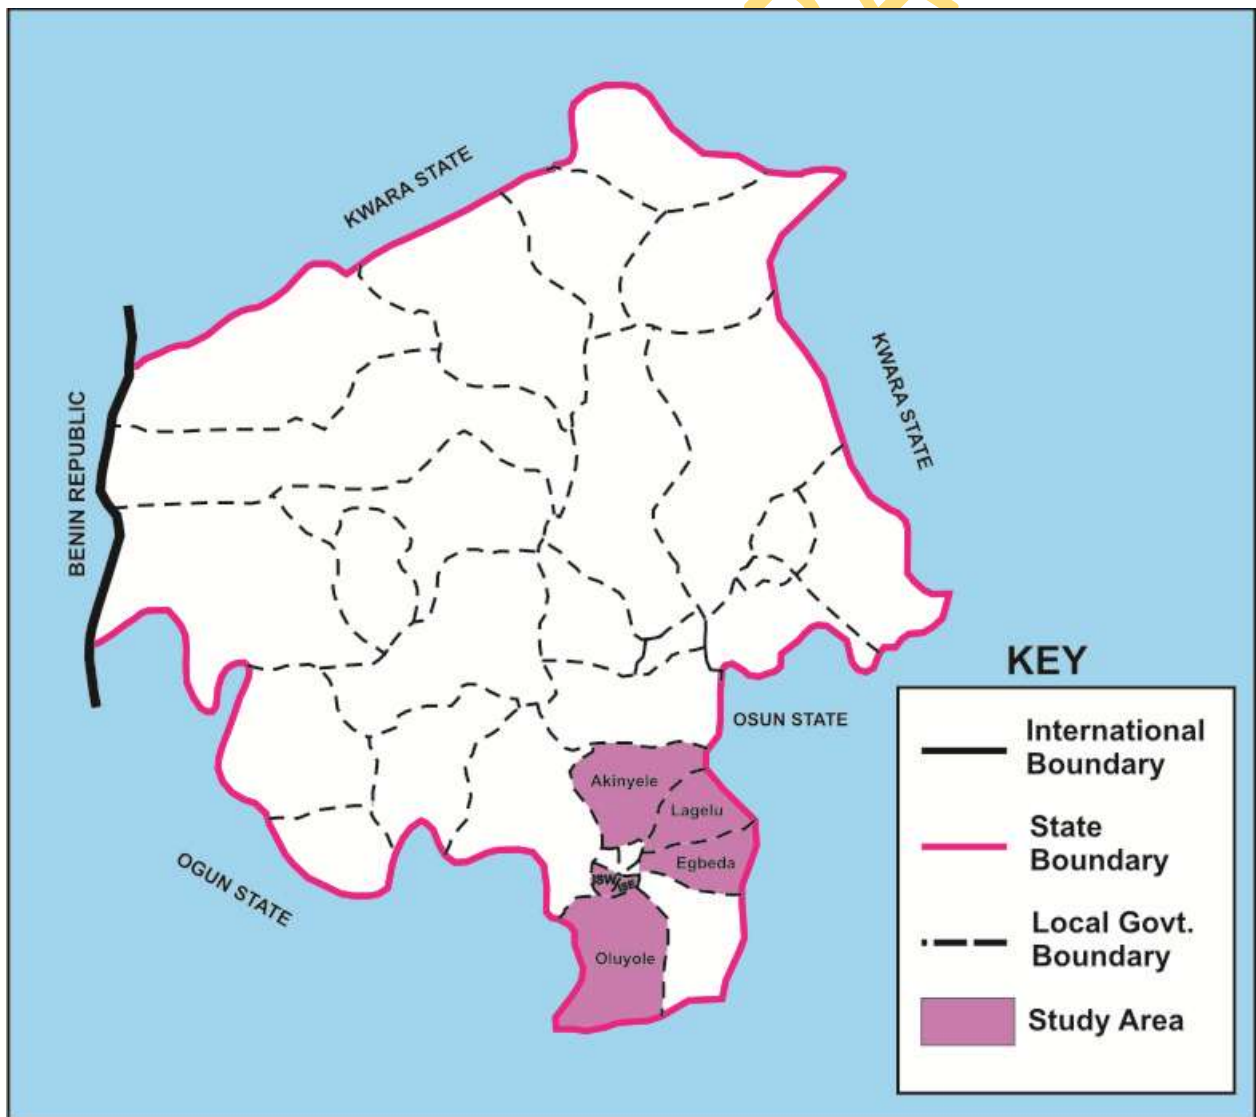 KWARA STATE
KWARA STATE
BENIN REPUBLIC
OSUN STATE
OGUN STATE
Akinyele
Lagelu
Egbeda
Oluyole
KEY
International
Boundary
State
Boundary
Local Govt.
Boundary
Study Area